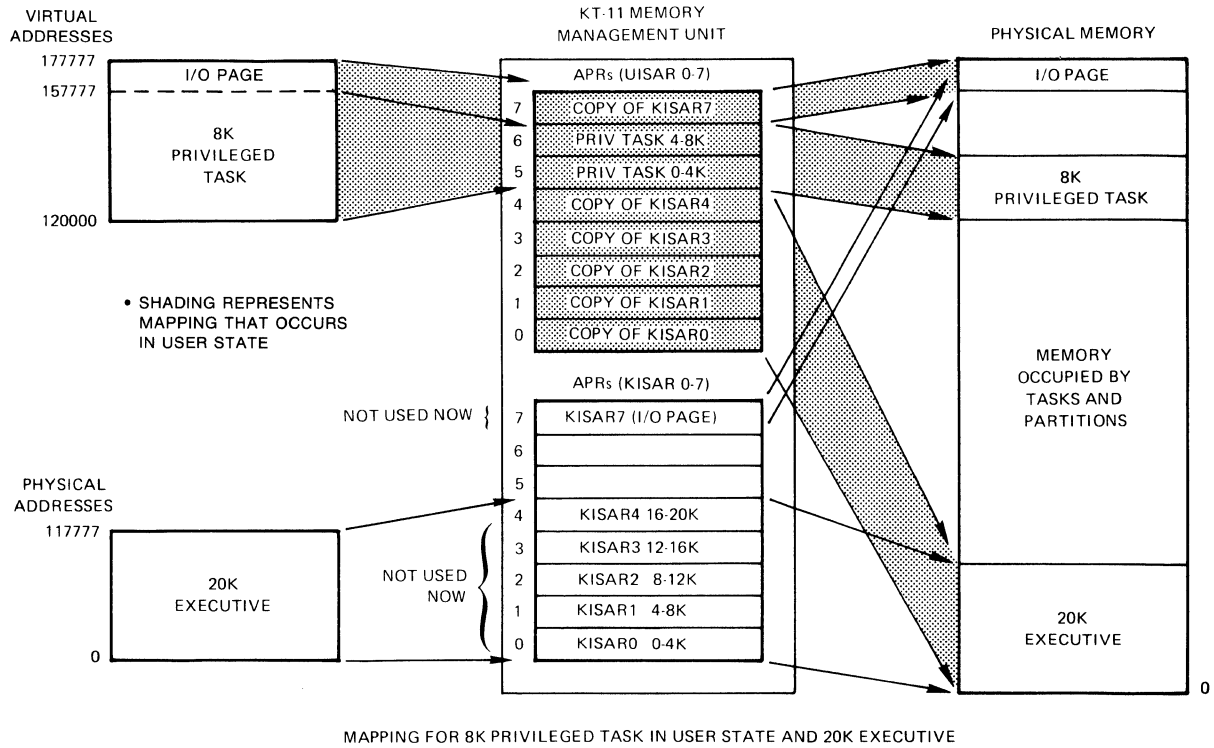 VIRTUAL
ADDRESSES
177777
I/O PAGE
157777
8K
PRIVILEGED
TASK
120000
• SHADING REPRESENTS
MAPPING THAT OCCURS
IN USER STATE
PHYSICAL
ADDRESSES
117777
20K
EXECUTIVE
0
KT-11 MEMORY
MANAGEMENT UNIT
APRs (UISAR 0-7)
7 COPY OF KISAR7
6 PRIV TASK 4-8K
5 PRIV TASK 0-4K
4 COPY OF KISAR4
3 COPY OF KISAR3
2 COPY OF KISAR2
1 COPY OF KISAR1
0 COPY OF KISAR0
APRs (KISAR 0-7)
NOT USED NOW { 7 KISAR7 (I/O PAGE)
6
5
4 KISAR4 16-20K
3 KISAR3 12-16K
NOT USED
NOW
2 KISAR2 8-12K
1 KISAR1 4-8K
0 KISAR0 0-4K
PHYSICAL MEMORY
I/O PAGE
8K
PRIVILEGED TASK
MEMORY
OCCUPIED BY
TASKS AND
PARTITIONS
20K
EXECUTIVE
0
MAPPING FOR 8K PRIVILEGED TASK IN USER STATE AND 20K EXECUTIVE